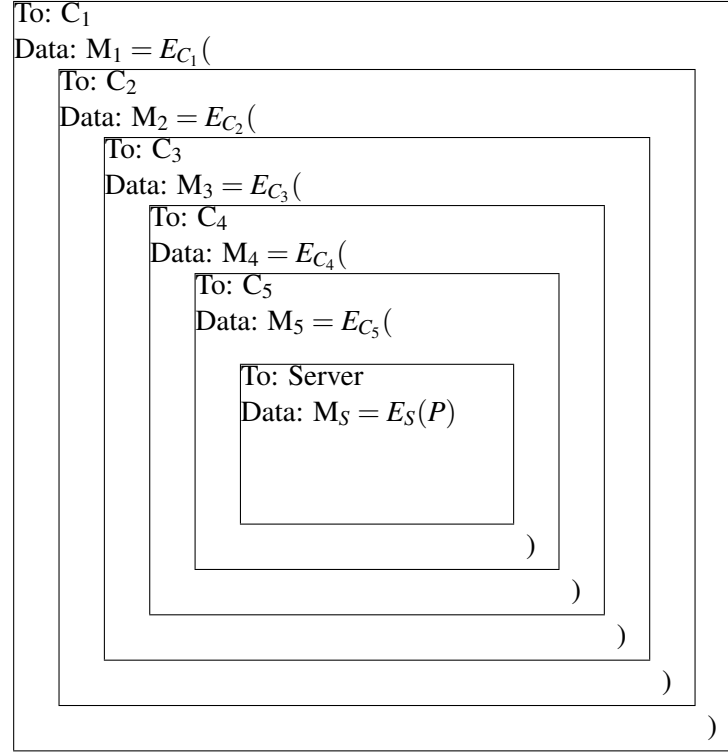 To: C₁
Data: M₁ = E_{C₁}(
To: C₂
Data: M₂ = E_{C₂}(
To: C₃
Data: M₃ = E_{C₃}(
To: C₄
Data: M₄ = E_{C₄}(
To: C₅
Data: M₅ = E_{C₅}(
To: Server
Data: M_S = E_S(P)
)
)
)
)
)